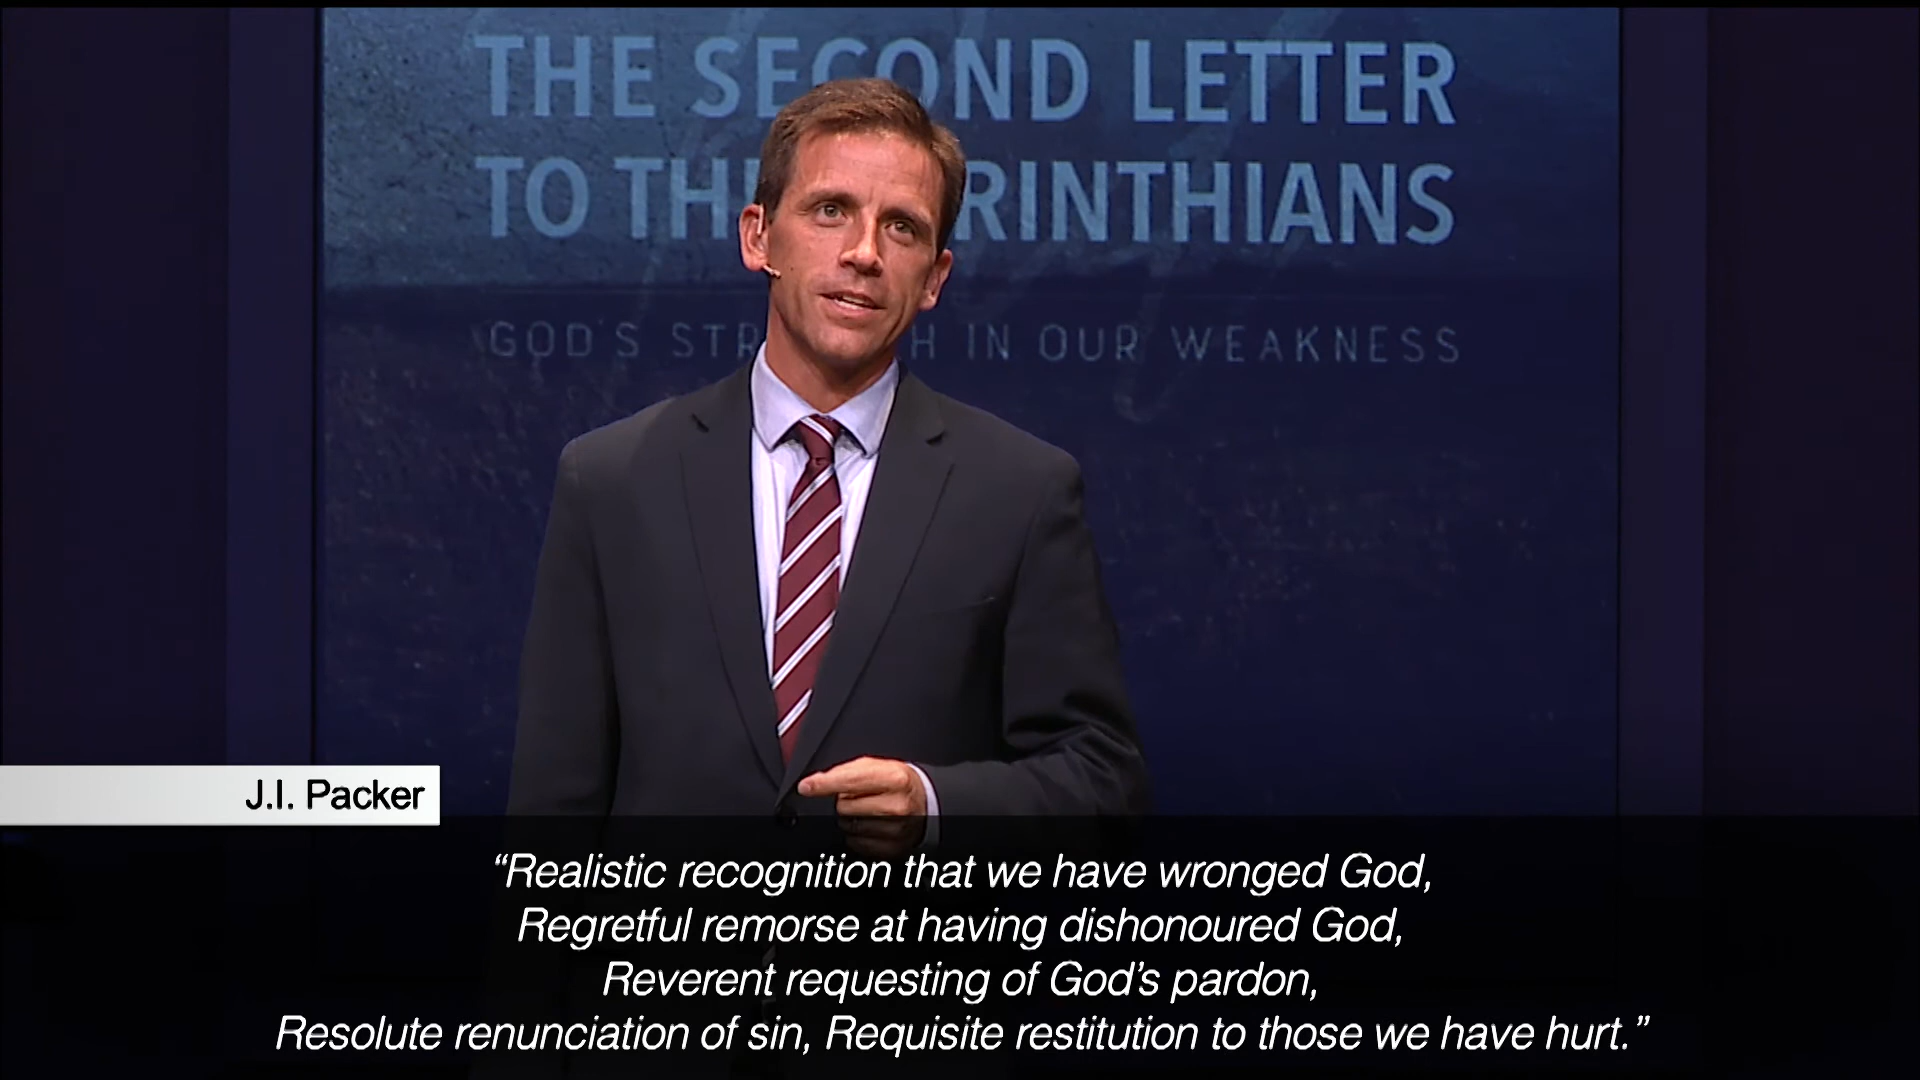 THE SECOND LETTER
TO TH RINTHIANS
GOD'S STR H IN OUR WEAKNESS
J.I. Packer
“Realistic recognition that we have wronged God,
Regretful remorse at having dishonoured God,
Reverent requesting of God’s pardon,
Resolute renunciation of sin, Requisite restitution to those we have hurt.”